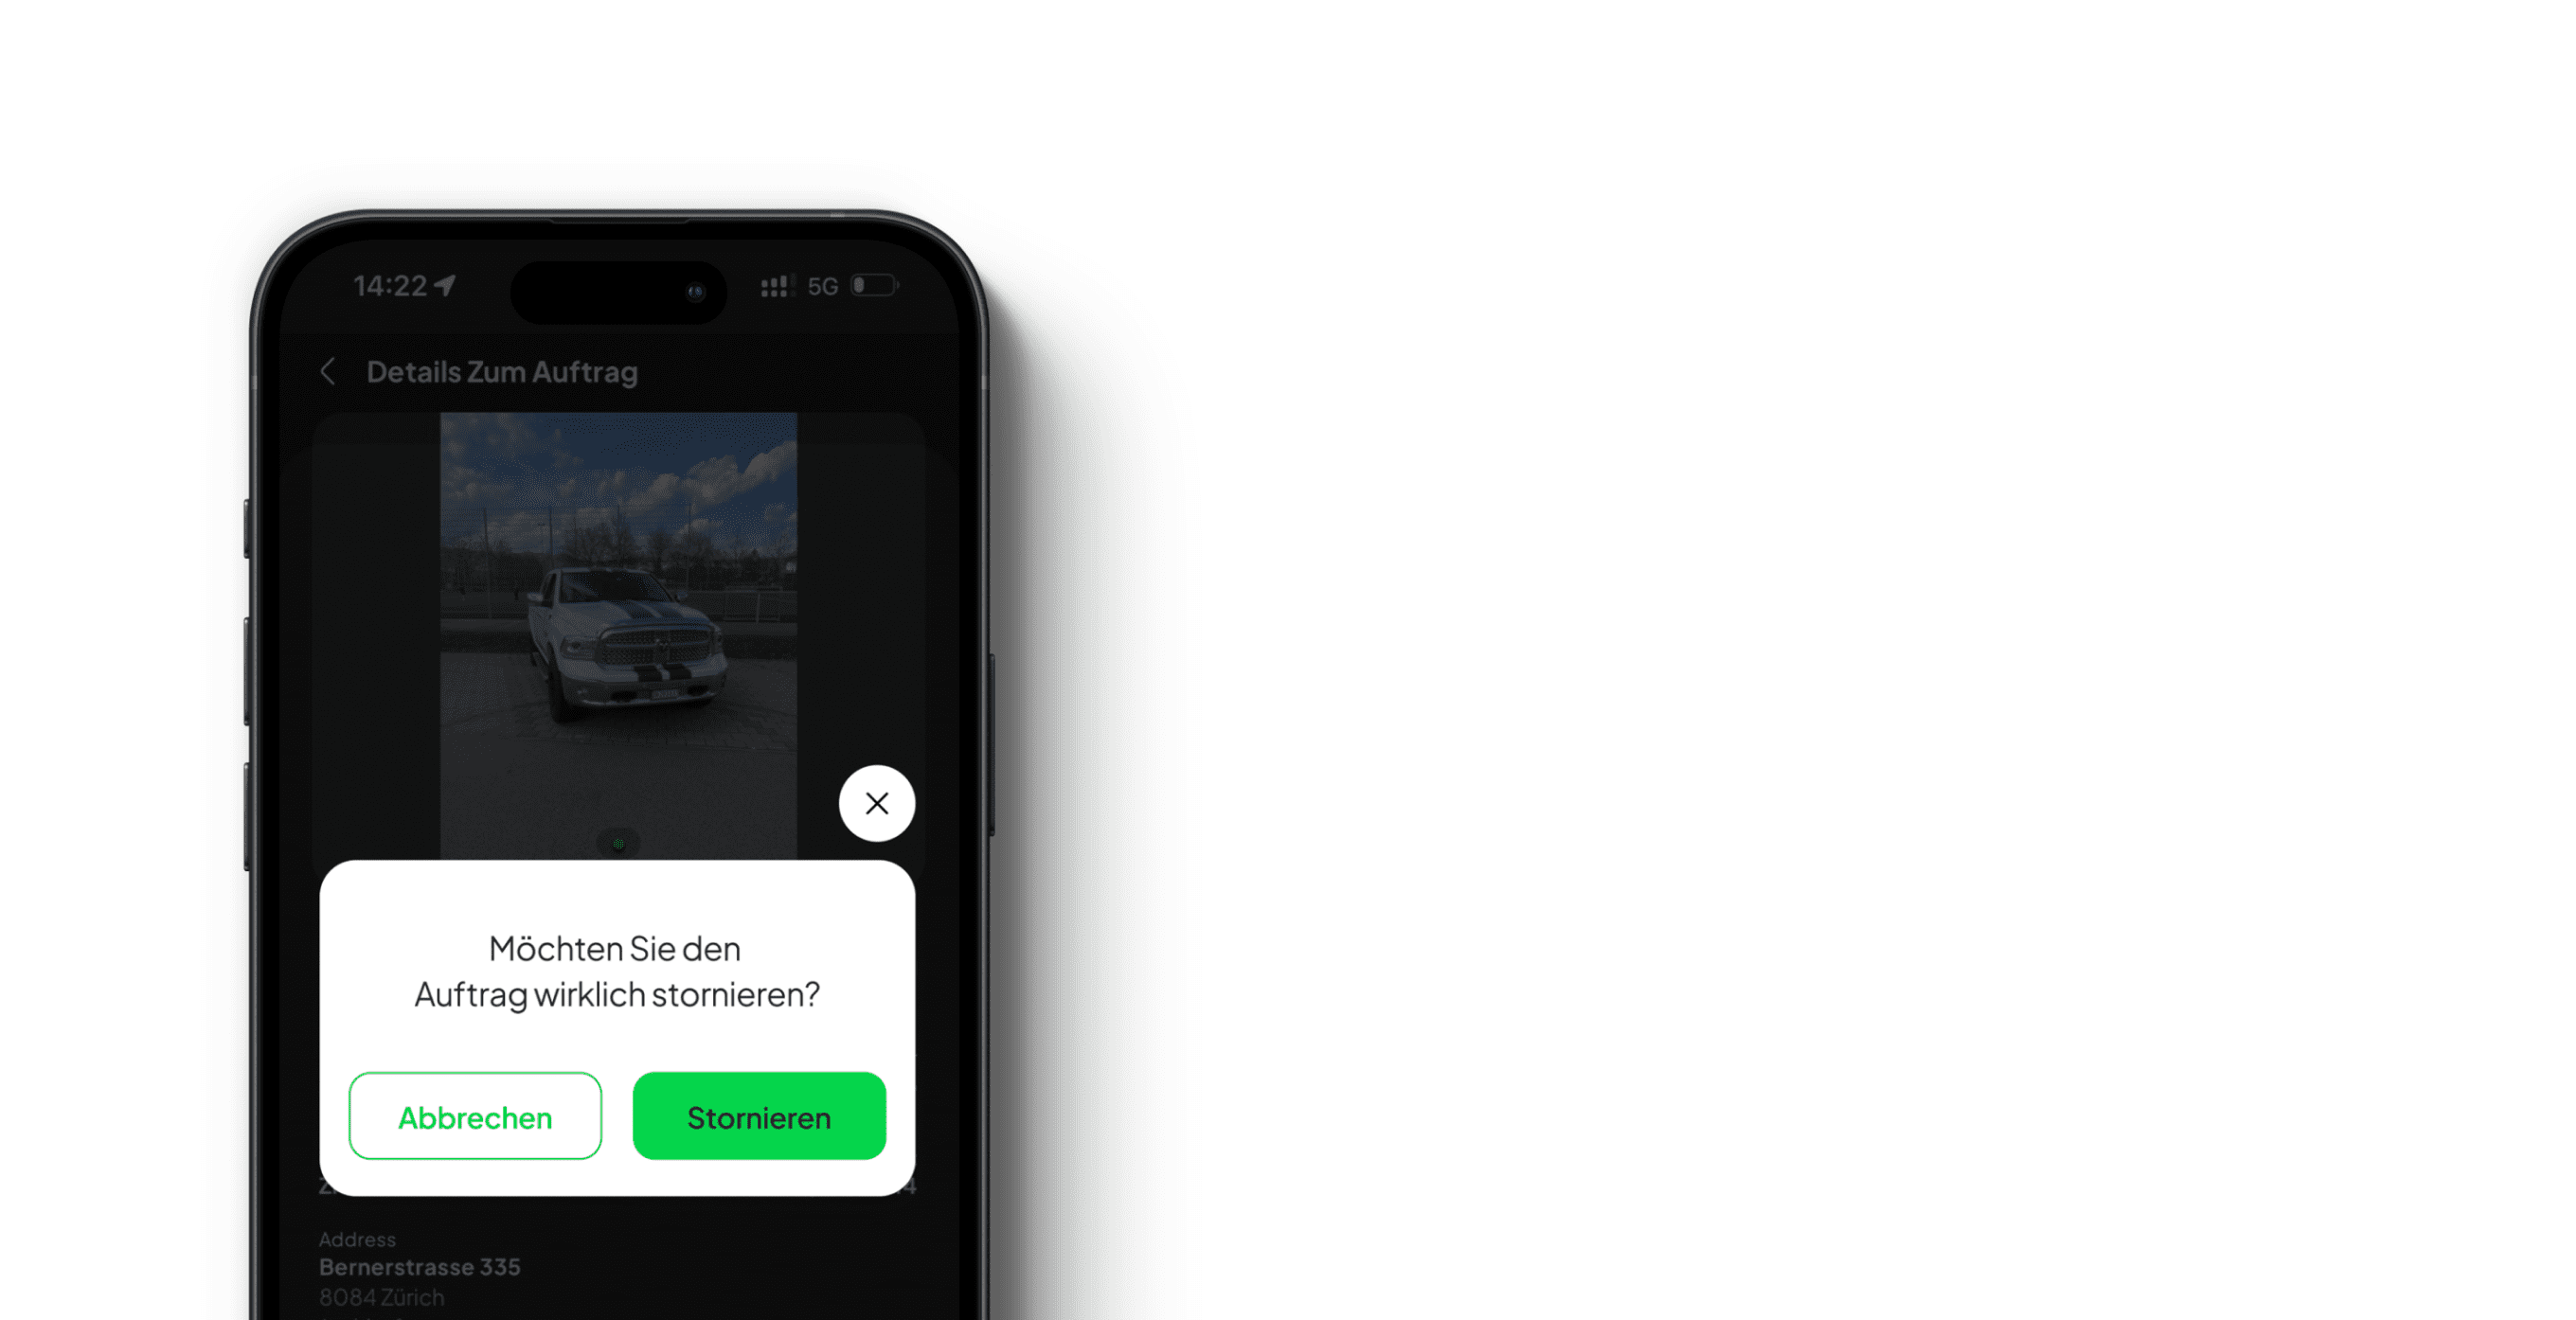 14:22 5G
Details Zum Auftrag
Möchten Sie den
Auftrag wirklich stornieren?
Abbrechen Stornieren
Address
Bernerstrasse 335
8084 Zürich